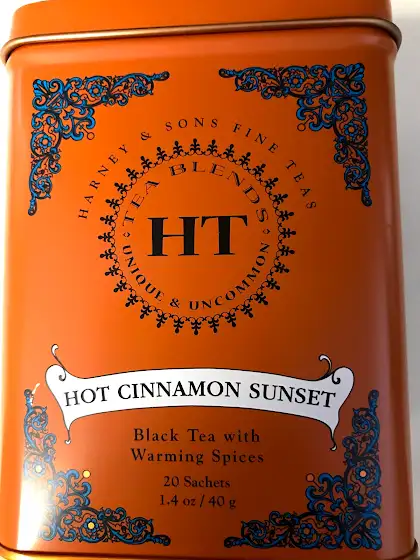 HARNEY & SONS FINE TEAS
TEA BLENDS
HT
UNIQUE & UNCOMMON
HOT CINNAMON SUNSET
Black Tea with
Warming Spices
20 Sachets
1.4 oz / 40 g